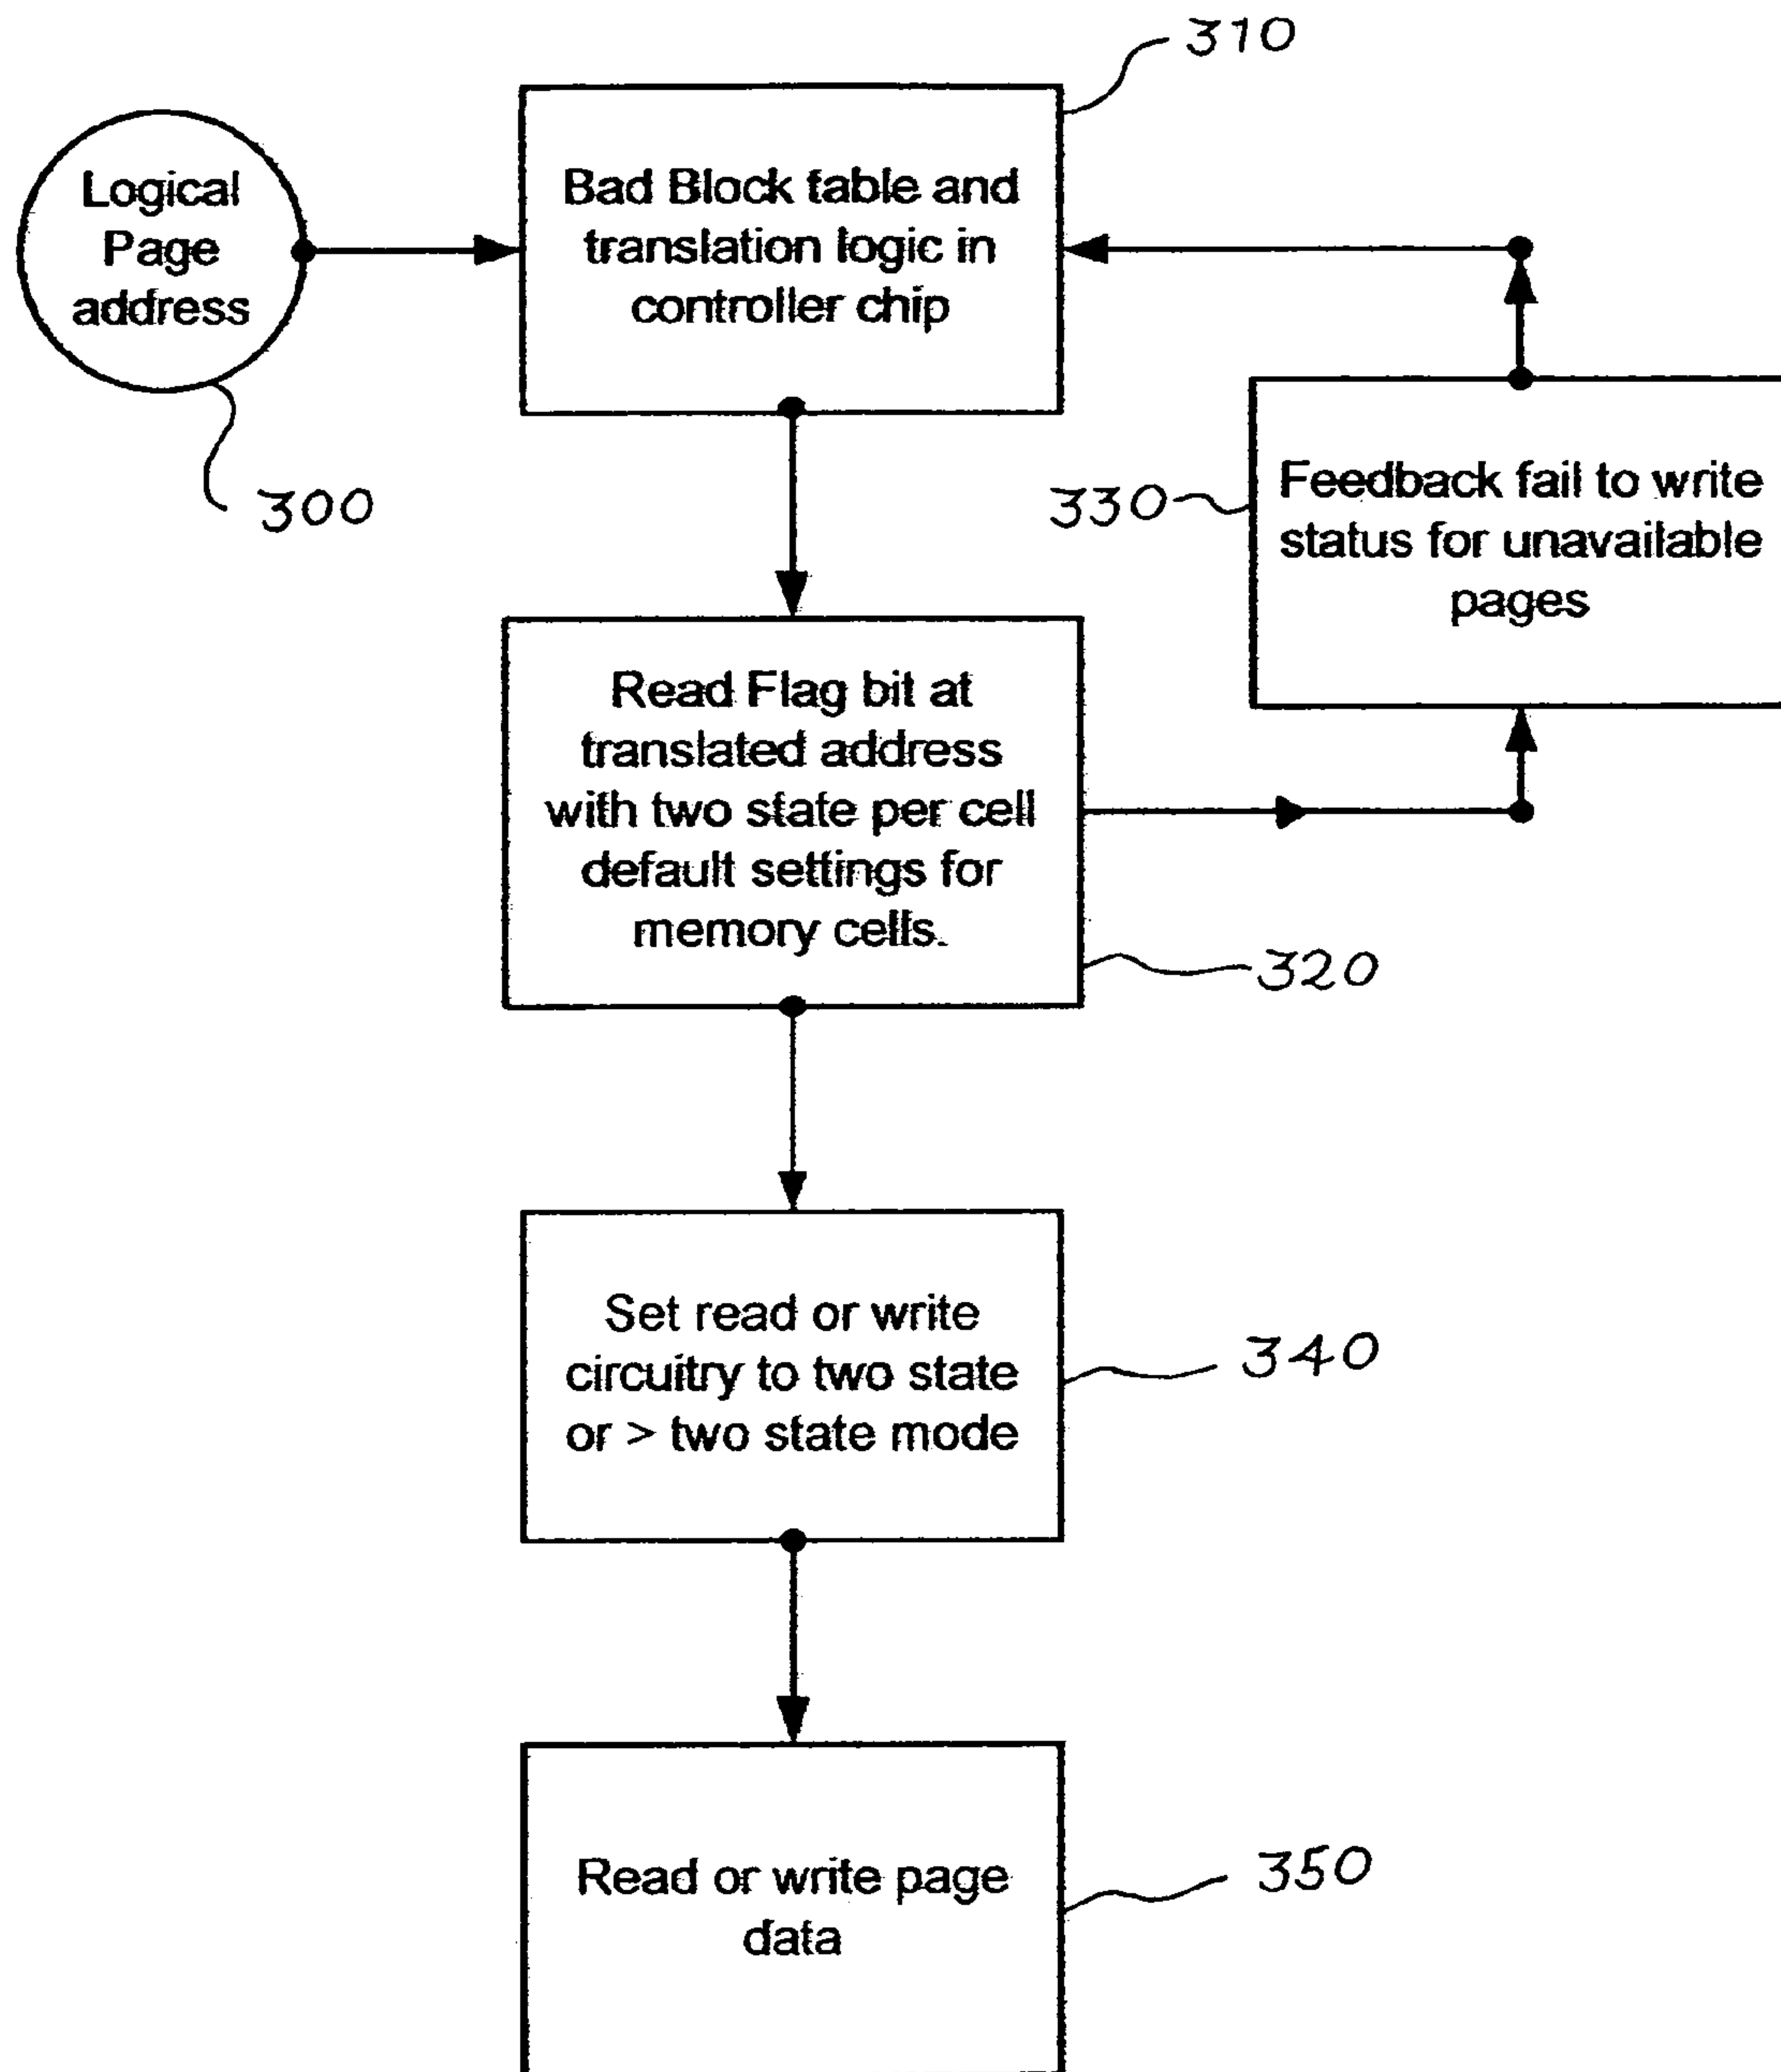 310
Logical
Page
address
Bad Block table and
translation logic in
controller chip
300
330
Feedback fail to write
status for unavailable
pages
Read Flag bit at
translated address
with two state per cell
default settings for
memory cells.
320
Set read or write
circuitry to two state
or > two state mode
340
Read or write page
data
350